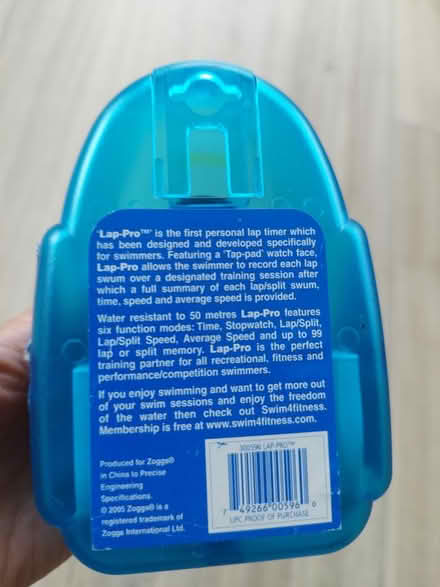 'Lap-Pro™' is the first personal lap timer which
has been designed and developed specifically
for swimmers. Featuring a 'Tap-pad' watch face,
Lap-Pro allows the swimmer to record each lap
swum over a designated training session after
which a full summary of each lap/split swum,
time, speed and average speed is provided.
Water resistant to 50 metres Lap-Pro features
six function modes: Time, Stopwatch, Lap/Split,
Lap/Split Speed, Average Speed and up to 99
lap or split memory. Lap-Pro is the perfect
training partner for all recreational, fitness and
performance/competition swimmers.
If you enjoy swimming and want to get more out
of your swim sessions and enjoy the freedom
of the water then check out Swim4fitness.
Membership is free at www.swim4fitness.com.
Produced for Zoggs®
in China to Precise
Engineering
Specifications.
© 2005 Zoggs® is a
registered trademark of
Zoggs International Ltd.
300596 LAP-PRO™
7 49266 00596 6
UPC PROOF OF PURCHASE